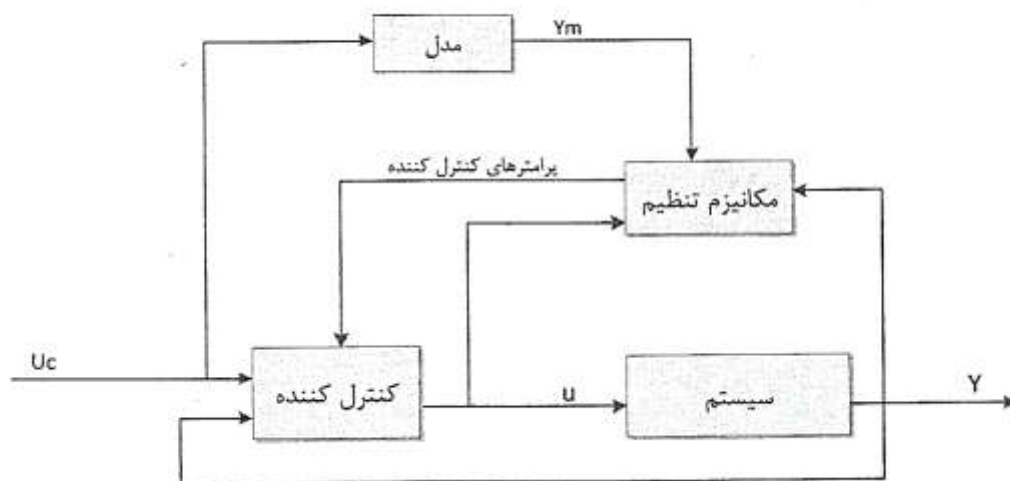 مدل
Ym
پرامترهای کنترل کننده
مکانیزم تنظیم
Uc
کنترل کننده
u
سیستم
Y